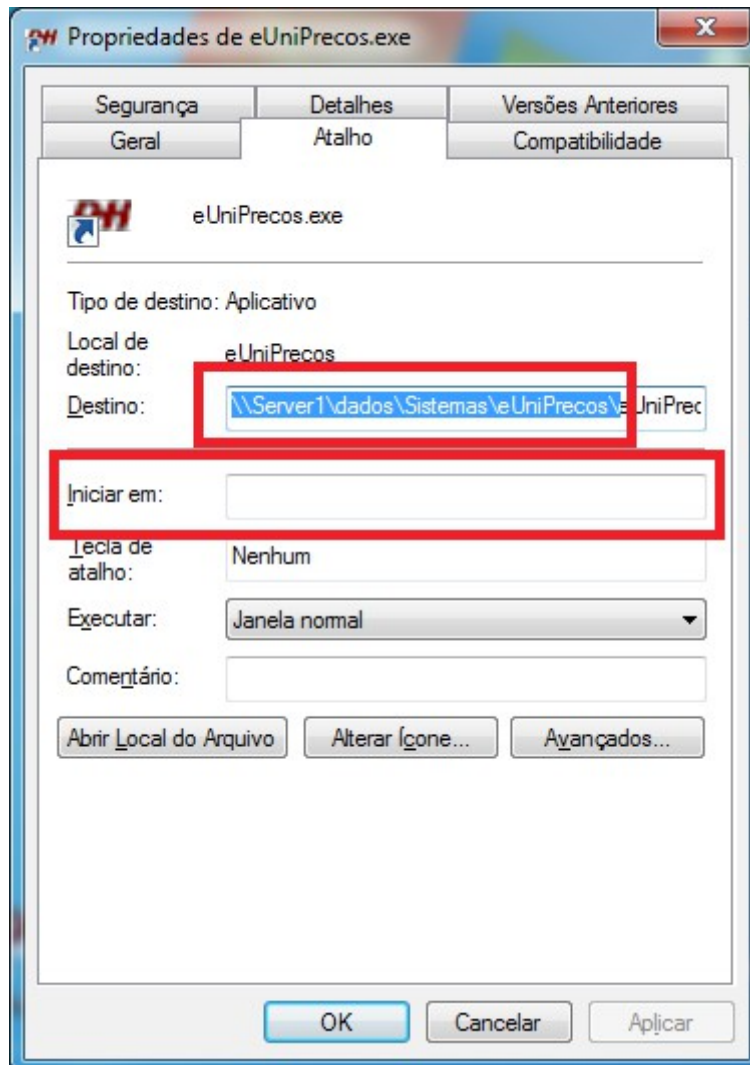 Propriedades de eUniPrecos.exe
Segurança Detalhes Versões Anteriores
Geral Atalho Compatibilidade
eUniPrecos.exe
Tipo de destino: Aplicativo
Local de
destino: eUniPrecos
Destino: \\Server1\dados\Sistemas\eUniPrecos\eUniPrec
Iniciar em:
Tecla de
atalho: Nenhum
Executar: Janela normal
Comentário:
Abrir Local do Arquivo Alterar Ícone... Avançados...
OK Cancelar Aplicar